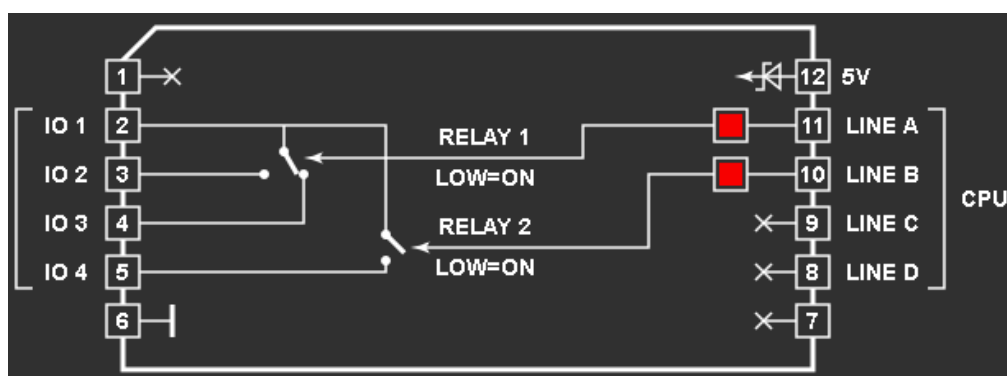 1 12 5V
IO 1 2 RELAY 1 11 LINE A
IO 2 3 LOW=ON 10 LINE B
CPU
IO 3 4 RELAY 2 9 LINE C
IO 4 5 LOW=ON 8 LINE D
6 7